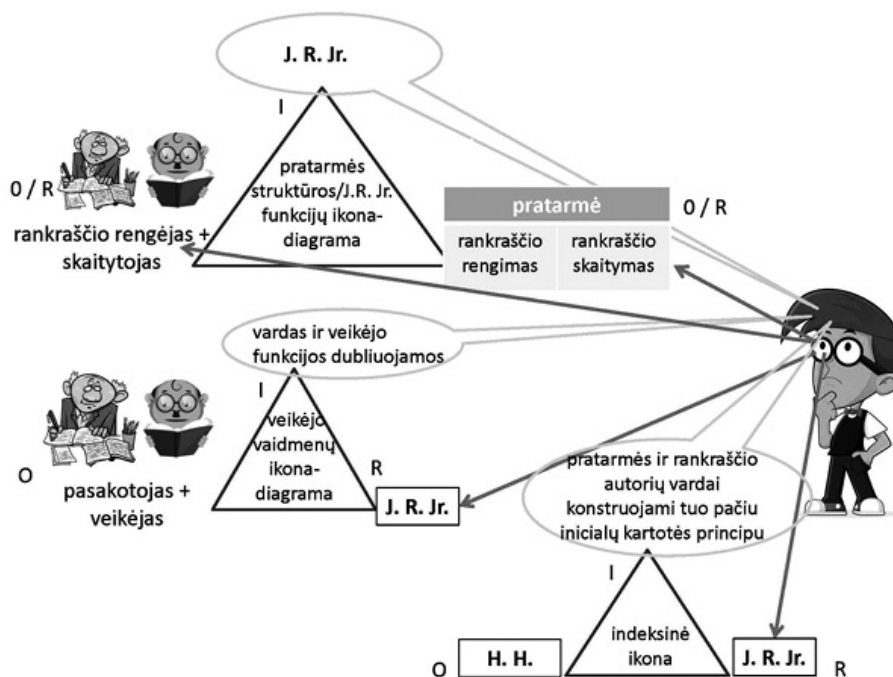 J. R. Jr.
I
pratarmės
struktūros/J.R. Jr.
funkcijų ikona-
diagrama
0 / R
rankraščio rengėjas +
skaitytojas
pratarmė
0 / R
rankraščio
rengimas
rankraščio
skaitymas
vardas ir veikėjo
funkcijos dubliuojamos
I
veikėjo
vaidmenų
ikona-
diagrama
O
pasakotojas +
veikėjas
R
J. R. Jr.
pratarmės ir rankraščio
autorių vardai
konstruojami tuo pačiu
inicialų kartotės principu
I
indeksinė
ikona
O
H. H.
J. R. Jr.
R